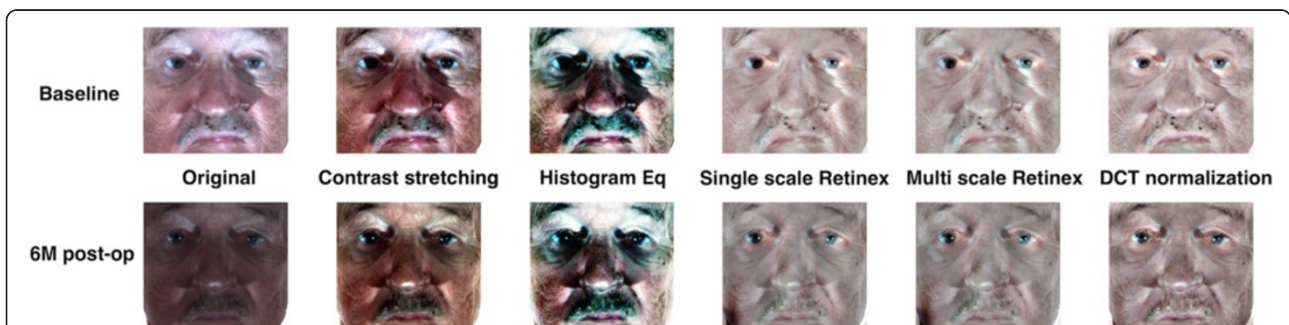 Baseline
Original Contrast stretching Histogram Eq Single scale Retinex Multi scale Retinex DCT normalization
6M post-op